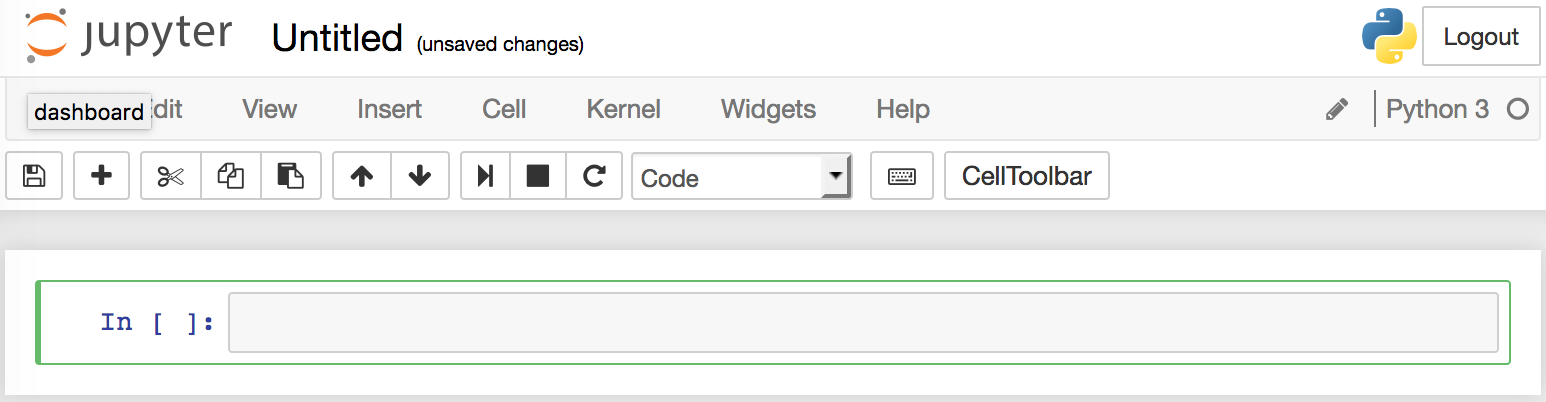 jupyter Untitled (unsaved changes) Logout
dashboard dit View Insert Cell Kernel Widgets Help Python 3
Code CellToolbar
In [ ]: